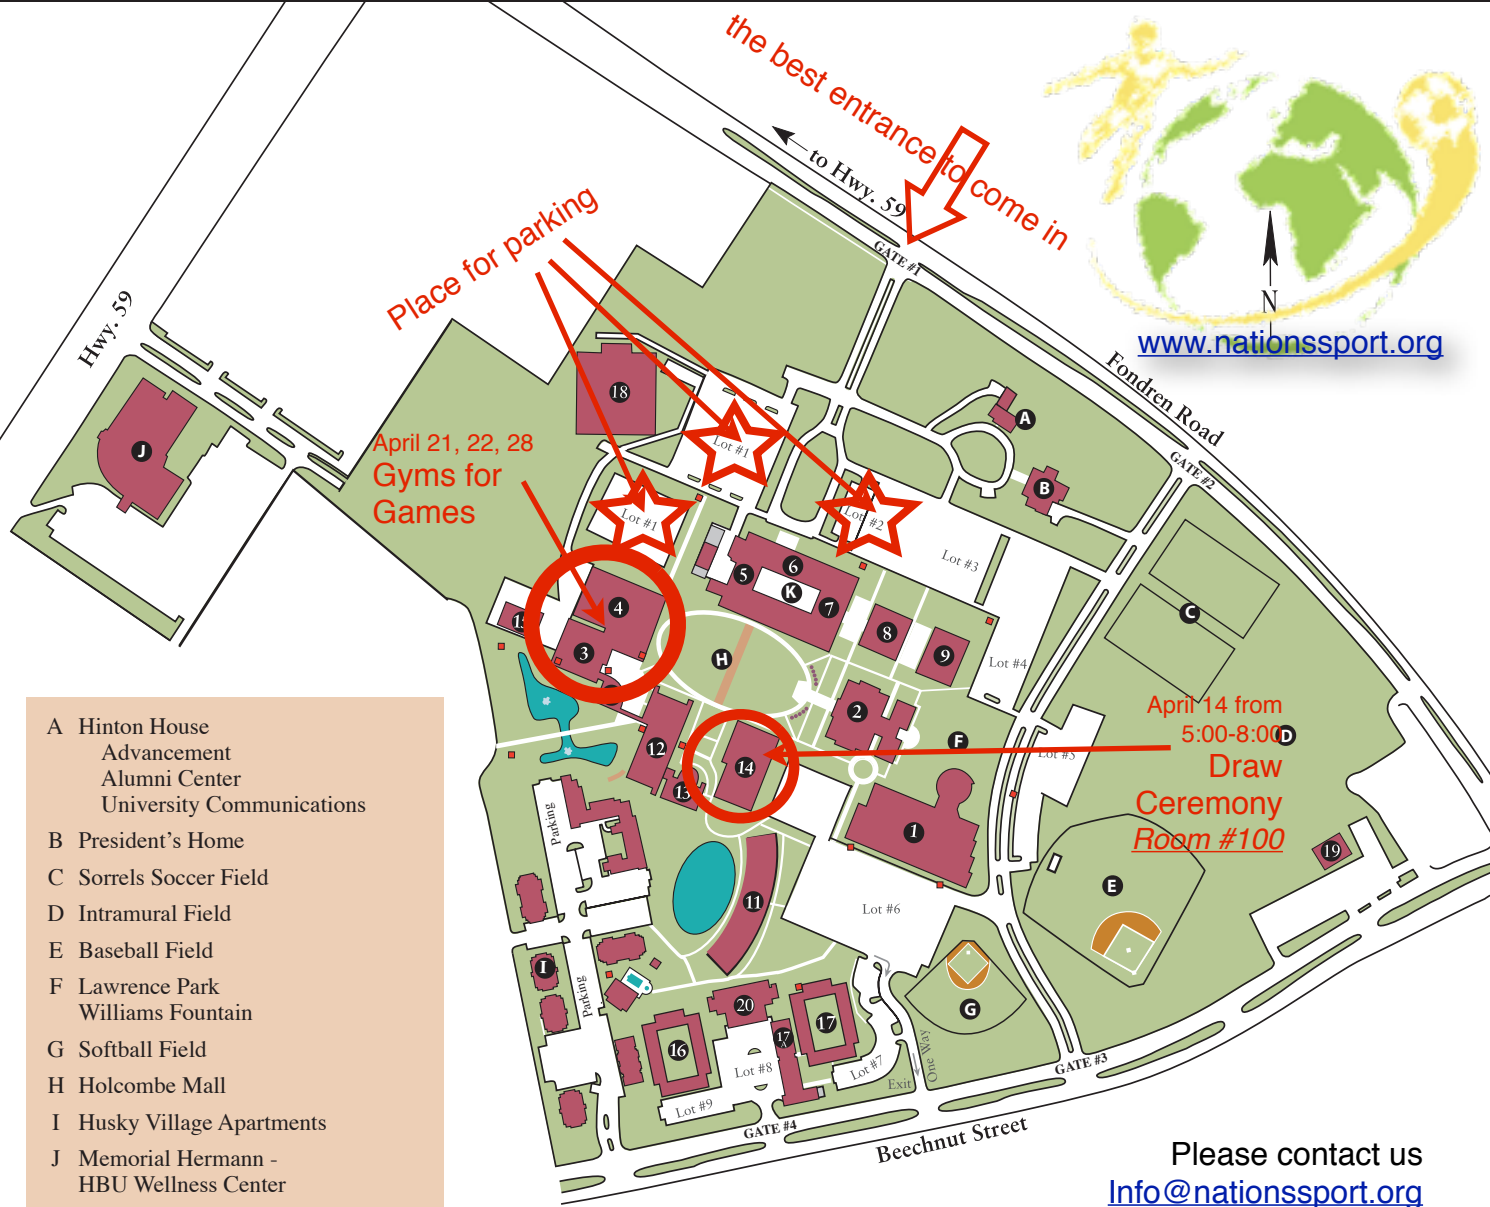 the best entrance to come in
to Hwy. 59
GATE #1
N
www.nationssport.org
Place for parking
Hwy. 59
Fondren Road
GATE #2
18
A
J
Lot #1
April 21, 22, 28
Gyms for
Games
B
Lot #1
Lot #2
Lot #3
5
6
K
7
4
C
8
3
9
H
Lot #4
2
April 14 from
5:00-8:00
D
F
12
Lot #5
14
Draw
13
Ceremony
Room #100
1
19
Parking
E
11
Lot #6
I
Parking
G
20
17
17
A
16
One Way
Lot #8
Lot #7
Exit
GATE #3
Lot #9
GATE #4
Beechnut Street
A Hinton House
Advancement
Alumni Center
University Communications
B President's Home
C Sorrels Soccer Field
D Intramural Field
E Baseball Field
F Lawrence Park
Williams Fountain
G Softball Field
H Holcombe Mall
I Husky Village Apartments
J Memorial Hermann -
HBU Wellness Center
Please contact us
Info@nationssport.org